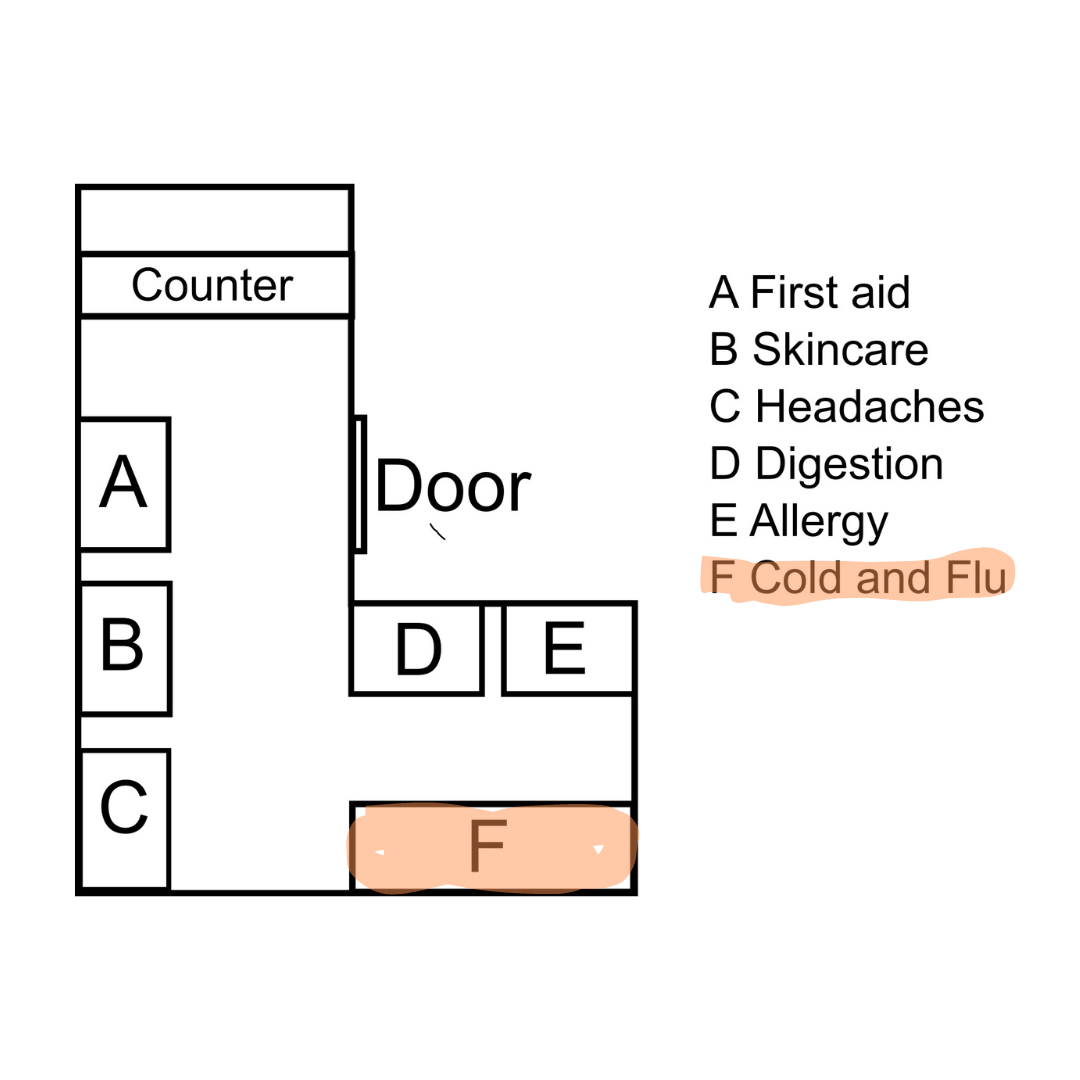 Counter
A
Door
B
D
E
C
F
A First aid
B Skincare
C Headaches
D Digestion
E Allergy
F Cold and Flu